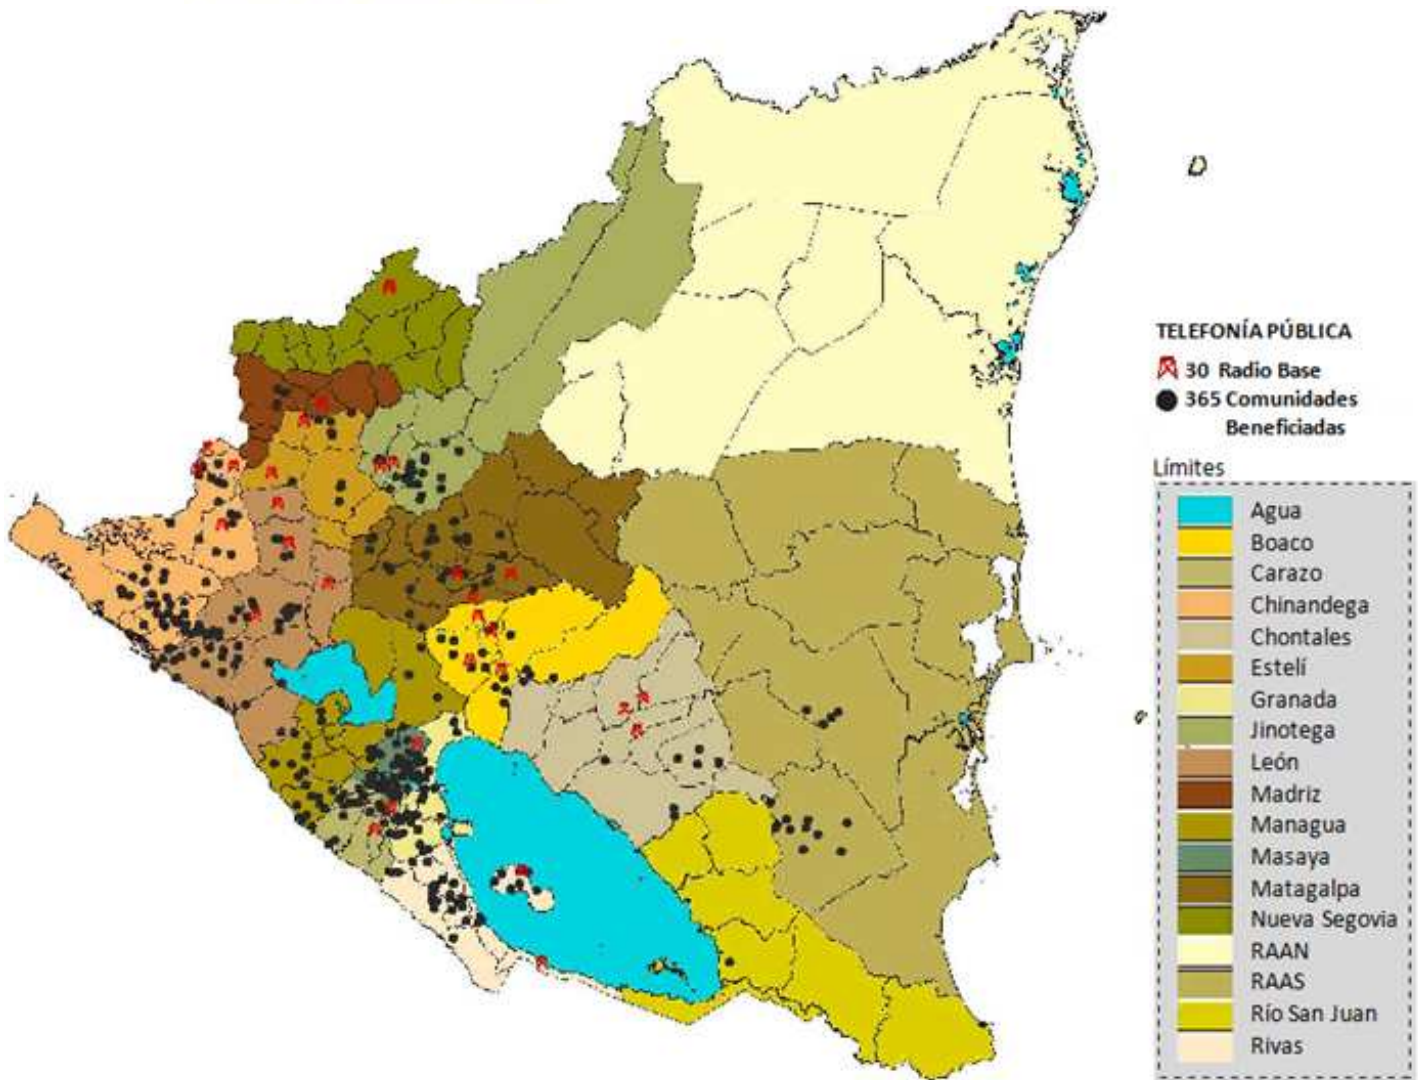 TELEFONÍA PÚBLICA
30 Radio Base
365 Comunidades
Beneficiadas
Límites
Agua
Boaco
Carazo
Chinandega
Chontales
Estelí
Granada
Jinotega
León
Madriz
Managua
Masaya
Matagalpa
Nueva Segovia
RAAN
RAAS
Río San Juan
Rivas